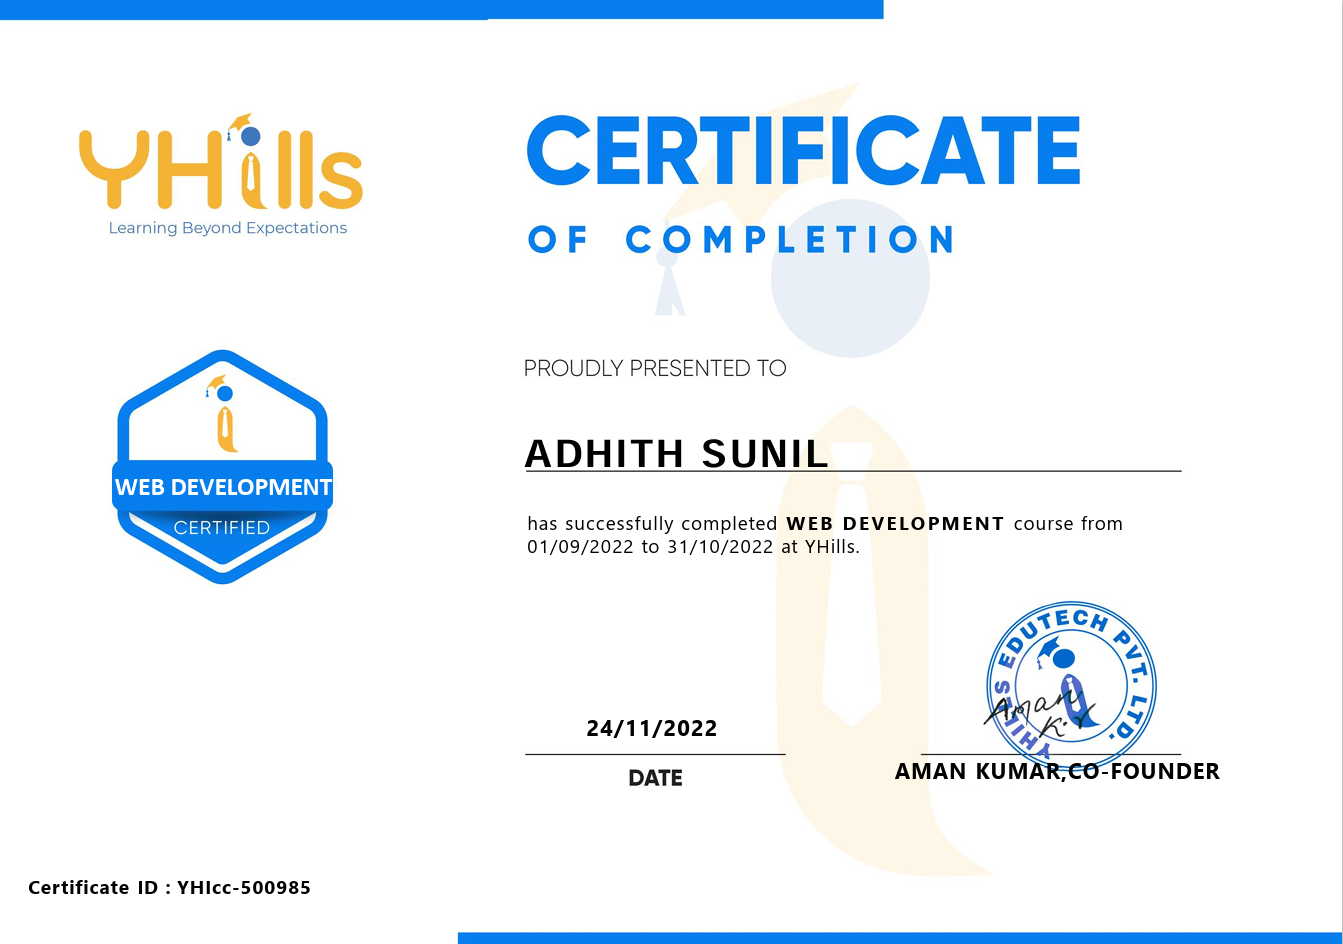 YHills
Learning Beyond Expectations
CERTIFICATE
OF COMPLETION
PROUDLY PRESENTED TO
ADHITH SUNIL
has successfully completed WEB DEVELOPMENT course from
01/09/2022 to 31/10/2022 at YHills.
WEB DEVELOPMENT
CERTIFIED
24/11/2022
DATE
YHILLS EDUTECH PVT. LTD.
Aman K.r
AMAN KUMAR,CO-FOUNDER
Certificate ID : YHIcc-500985